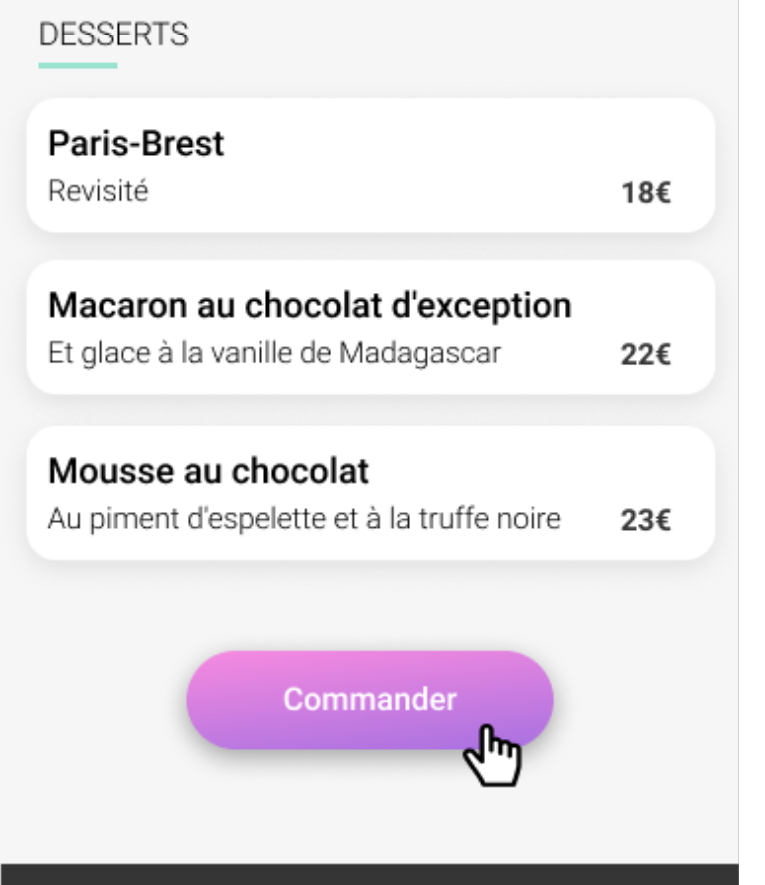 DESSERTS
Paris-Brest
Revisité
18€
Macaron au chocolat d'exception
Et glace à la vanille de Madagascar
22€
Mousse au chocolat
Au piment d'espelette et à la truffe noire
23€
Commander